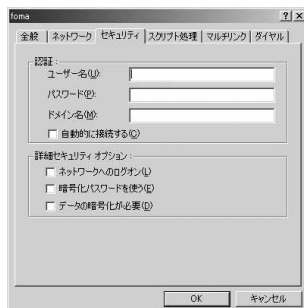 foma
全般 ネットワーク セキュリティ スクリプト処理 マルチリンク ダイヤル
認証:
ユーザー名(U):
パスワード(P):
ドメイン名(M):
自動的に接続する(C)
詳細セキュリティ オプション:
ネットワークへのログオン(L)
暗号化パスワードを使う(E)
データの暗号化が必要(D)
OK キャンセル